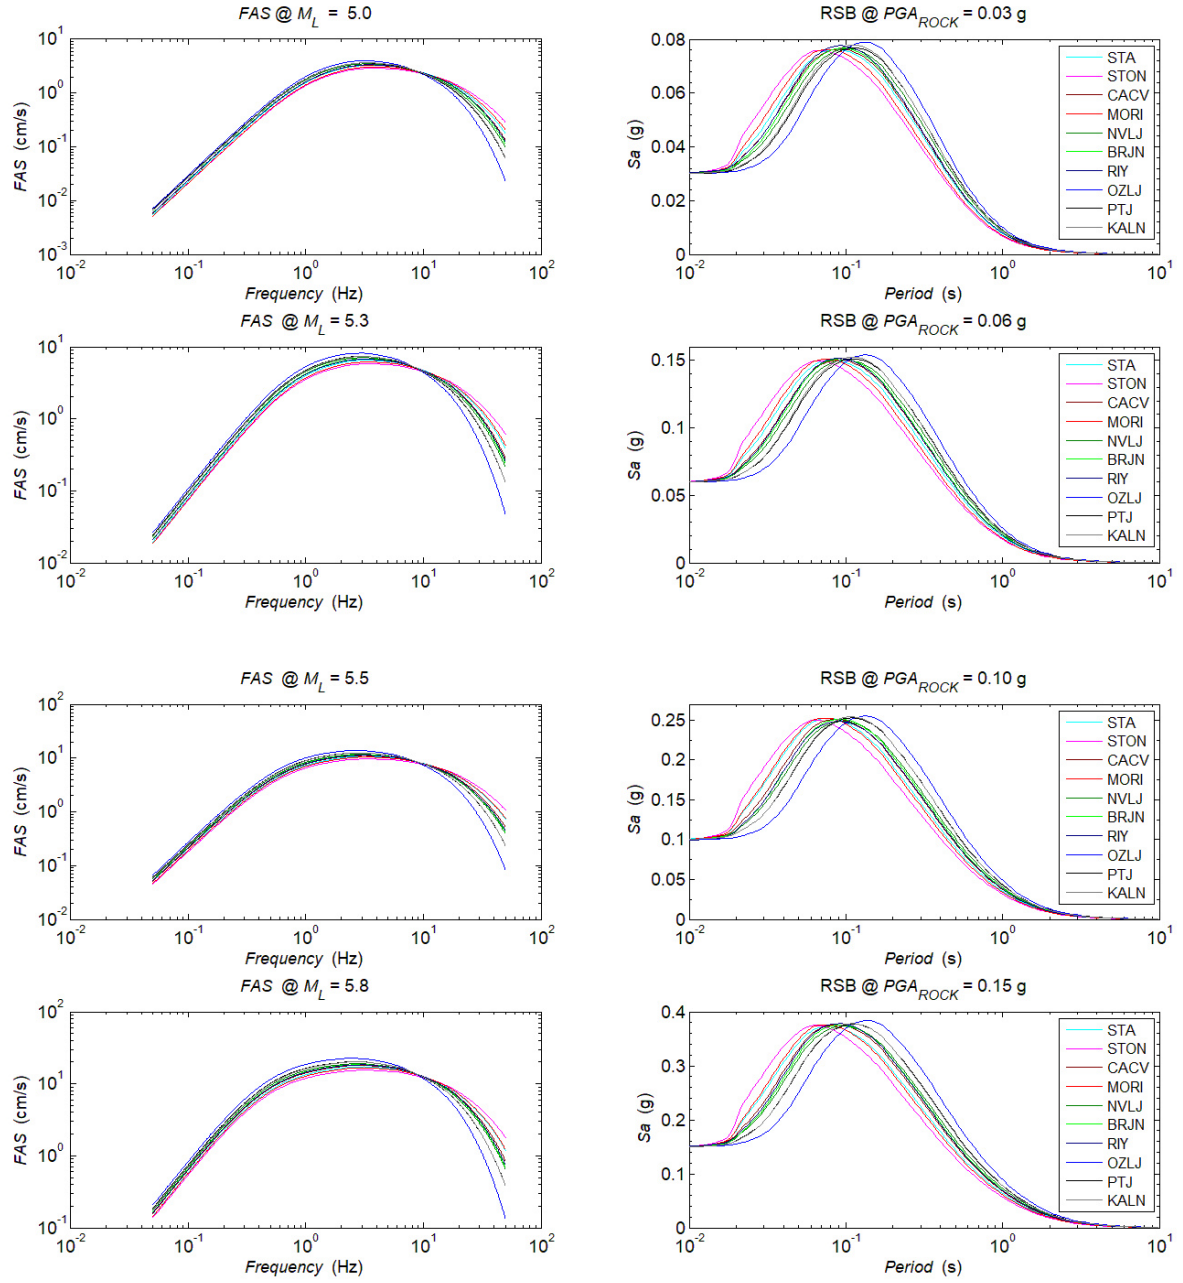 FAS @ M_L = 5.0
10^1
10^0
10^-1
10^-2
10^-3
FAS (cm/s)
10^-2 10^-1 10^0 10^1 10^2
Frequency (Hz)
RSB @ PGA_ROCK = 0.03 g
0.08
0.06
0.04
0.02
0
Sa (g)
10^-2 10^-1 10^0 10^1
Period (s)
STA
STON
CACV
MORI
NVLJ
BRJN
RIY
OZLJ
PTJ
KALN
FAS @ M_L = 5.3
10^1
10^0
10^-1
10^-2
FAS (cm/s)
10^-2 10^-1 10^0 10^1 10^2
Frequency (Hz)
RSB @ PGA_ROCK = 0.06 g
0.15
0.1
0.05
0
Sa (g)
10^-2 10^-1 10^0 10^1
Period (s)
STA
STON
CACV
MORI
NVLJ
BRJN
RIY
OZLJ
PTJ
KALN
FAS @ M_L = 5.5
10^2
10^1
10^0
10^-1
10^-2
FAS (cm/s)
10^-2 10^-1 10^0 10^1 10^2
Frequency (Hz)
RSB @ PGA_ROCK = 0.10 g
0.25
0.2
0.15
0.1
0.05
0
Sa (g)
10^-2 10^-1 10^0 10^1
Period (s)
STA
STON
CACV
MORI
NVLJ
BRJN
RIY
OZLJ
PTJ
KALN
FAS @ M_L = 5.8
10^2
10^1
10^0
10^-1
FAS (cm/s)
10^-2 10^-1 10^0 10^1 10^2
Frequency (Hz)
RSB @ PGA_ROCK = 0.15 g
0.4
0.3
0.2
0.1
0
Sa (g)
10^-2 10^-1 10^0 10^1
Period (s)
STA
STON
CACV
MORI
NVLJ
BRJN
RIY
OZLJ
PTJ
KALN